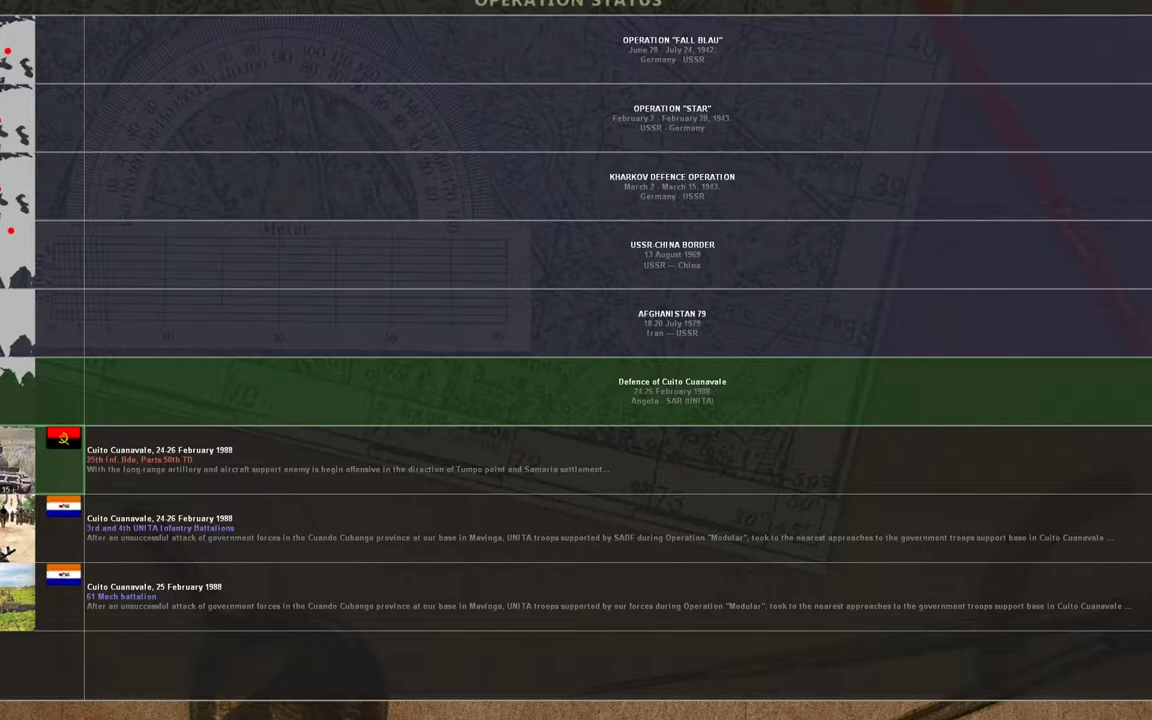 OPERATION STATUS
OPERATION "FALL BLAU"
June 28 - July 24, 1942.
Germany - USSR
OPERATION "STAR"
February 2 - February 28, 1943.
USSR - Germany
KHARKOV DEFENCE OPERATION
March 2 - March 15, 1943.
Germany - USSR
USSR-CHINA BORDER
13 August 1969
USSR — China
AFGHANISTAN 79
18-20 July 1979
Iran — USSR
Defence of Cuito Cuanavale
24-26 February 1988
Angola - SAR (UNITA)
Cuito Cuanavale, 24-26 February 1988
25th Inf. Bde, Parts 50th TD
With the long-range artillery and aircraft support enemy is begin offensive in the direction of Tumpo point and Samaria settlement...
Cuito Cuanavale, 24-26 February 1988
3rd and 4th UNITA Infantry Battalions
After an unsuccessful attack of government forces in the Cuando Cubango province at our base in Mavinga, UNITA troops supported by SADF during Operation "Modular", took to the nearest approaches to the government troops support base in Cuito Cuanavale ...
Cuito Cuanavale, 25 February 1988
61 Mech battalion
After an unsuccessful attack of government forces in the Cuando Cubango province at our base in Mavinga, UNITA troops supported by our forces during Operation "Modular", took to the nearest approaches to the government troops support base in Cuito Cuanavale ...